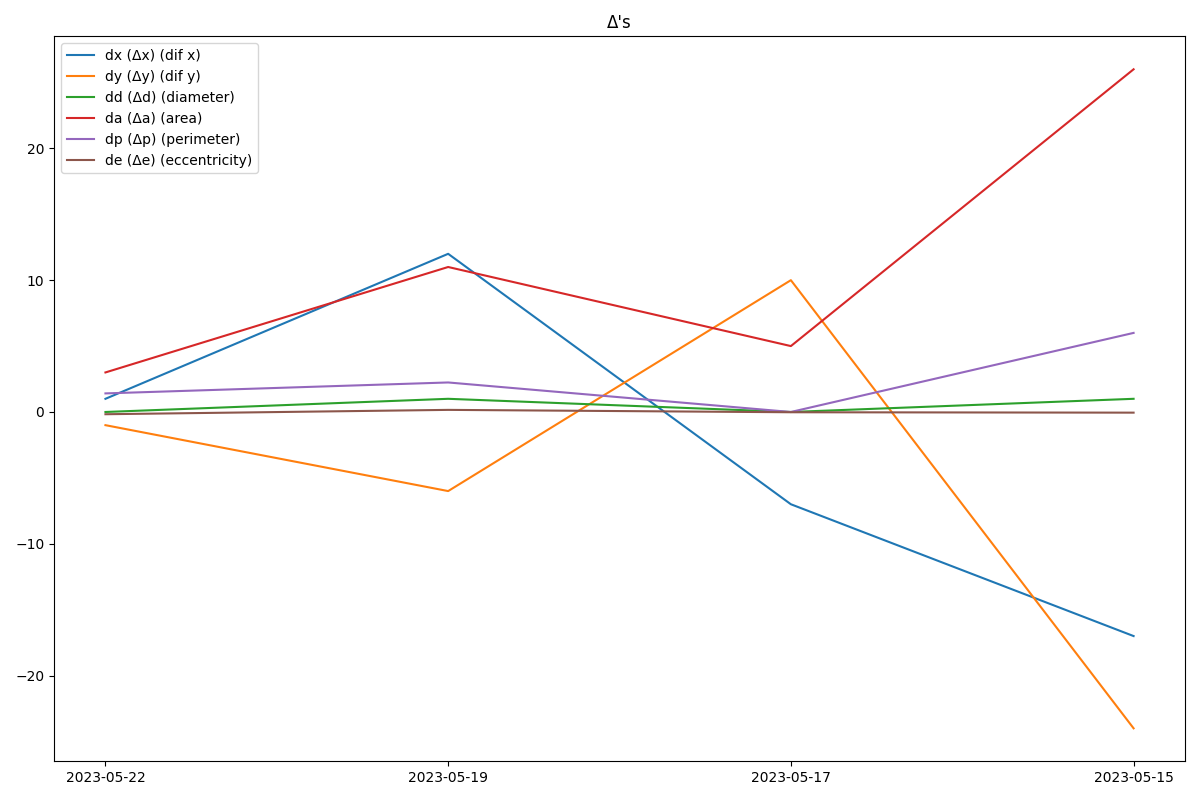 Δ's
dx (Δx) (dif x)
dy (Δy) (dif y)
dd (Δd) (diameter)
da (Δa) (area)
dp (Δp) (perimeter)
de (Δe) (eccentricity)
20
10
0
−10
−20
2023-05-22 2023-05-19 2023-05-17 2023-05-15